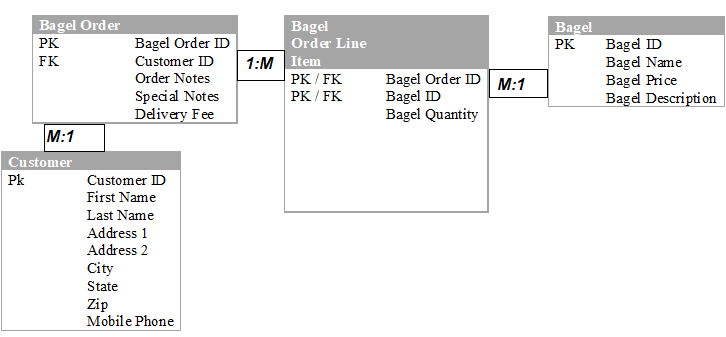 Bagel Order
PK Bagel Order ID
FK Customer ID
Order Notes
Special Notes
Delivery Fee
1:M
Bagel
Order Line
Item
PK / FK Bagel Order ID
PK / FK Bagel ID
Bagel Quantity
M:1
Bagel
PK Bagel ID
Bagel Name
Bagel Price
Bagel Description
M:1
Customer
Pk Customer ID
First Name
Last Name
Address 1
Address 2
City
State
Zip
Mobile Phone